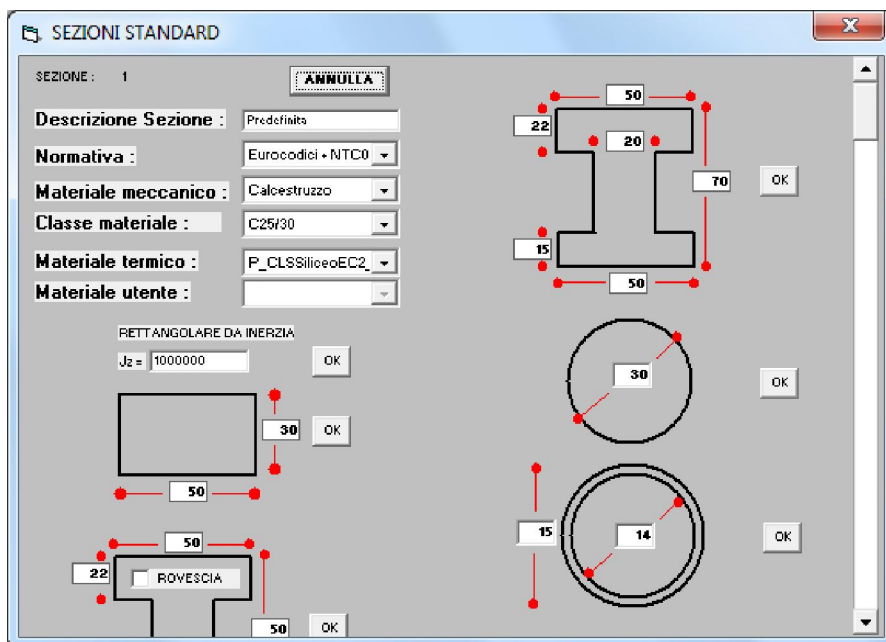 SEZIONI STANDARD
SEZIONE : 1
ANNULLA
Descrizione Sezione : Predefinita
Normativa : Eurocodici + NTC0
Materiale meccanico : Calcestruzzo
Classe materiale : C25/30
Materiale termico : P_CLSSiliceoEC2_
Materiale utente :
RETTANGOLARE DA INERZIA
Jz = 1000000 OK
30 OK
50
50
22 ROVESCIA
50 OK
50
22
20
70 OK
15
50
30 OK
15 14 OK